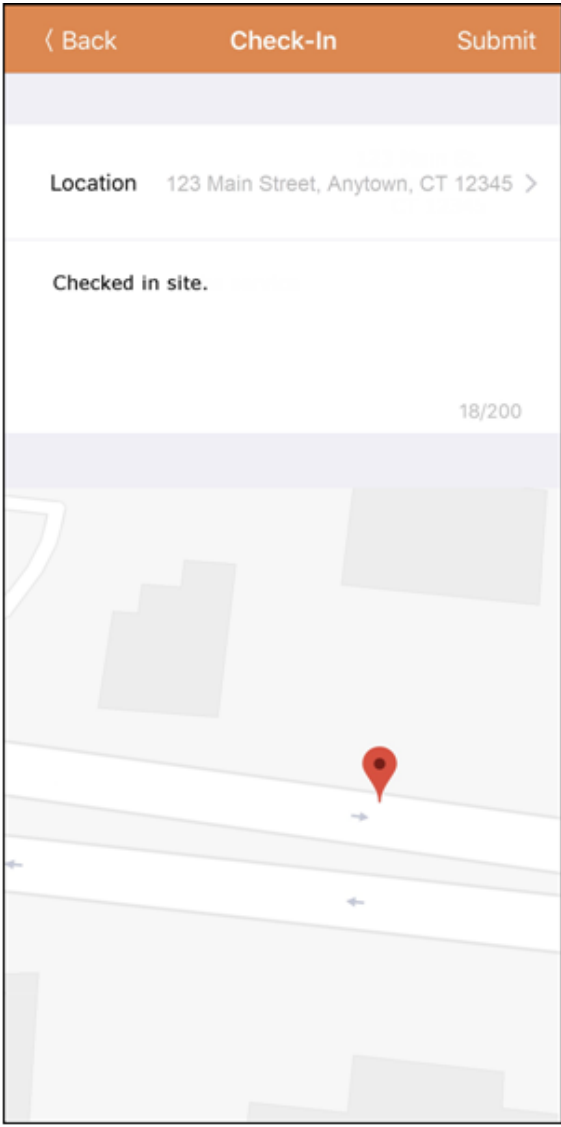 〈 Back Check-In Submit
Location 123 Main Street, Anytown, CT 12345 >
Checked in site.
18/200